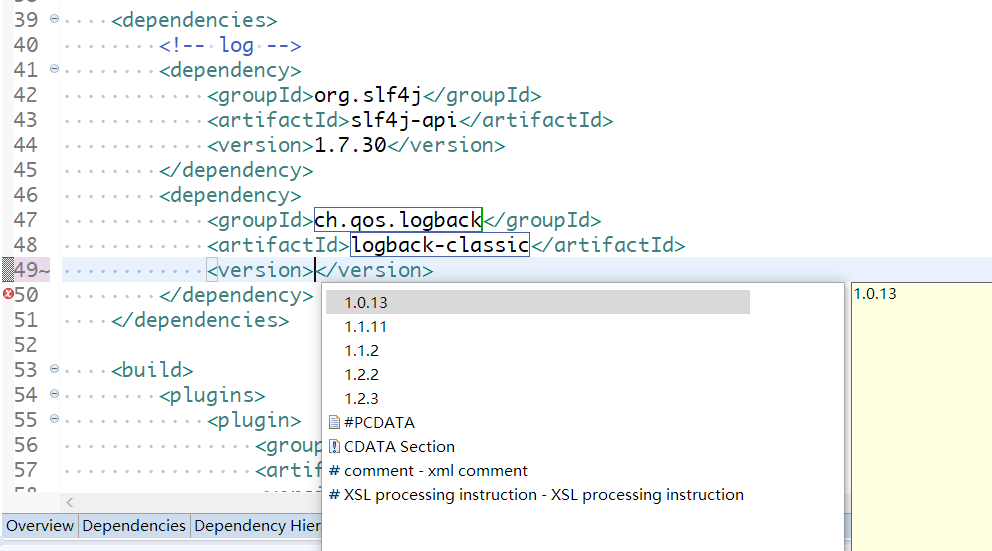 39 <dependencies>
40 <!-- log -->
41 <dependency>
42 <groupId>org.slf4j</groupId>
43 <artifactId>slf4j-api</artifactId>
44 <version>1.7.30</version>
45 </dependency>
46 <dependency>
47 <groupId>ch.qos.logback</groupId>
48 <artifactId>logback-classic</artifactId>
49~ <version></version>
50 </dependency>
51 </dependencies>
52
53 <build>
54 <plugins>
55 <plugin>
56 <group
57 <artif
1.0.13
1.1.11
1.1.2
1.2.2
1.2.3
#PCDATA
CDATA Section
# comment - xml comment
# XSL processing instruction - XSL processing instruction
1.0.13
Overview Dependencies Dependency Hier